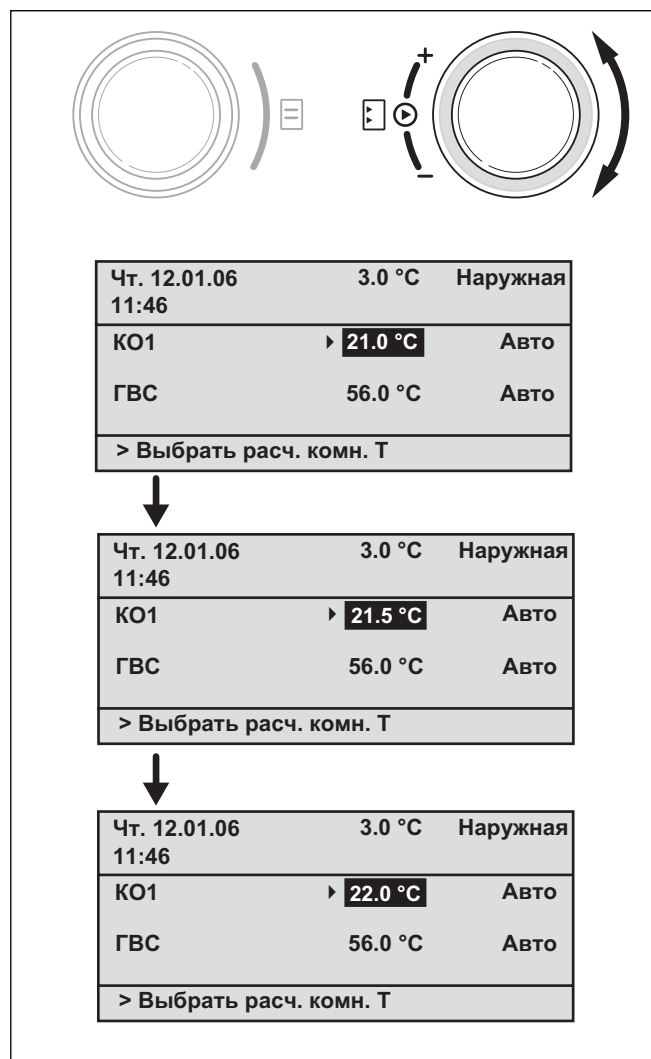 +
−
Чт. 12.01.06 3.0 °C Наружная
11:46
КО1 21.0 °C Авто
ГВС 56.0 °C Авто
> Выбрать расч. комн. Т
Чт. 12.01.06 3.0 °C Наружная
11:46
КО1 21.5 °C Авто
ГВС 56.0 °C Авто
> Выбрать расч. комн. Т
Чт. 12.01.06 3.0 °C Наружная
11:46
КО1 22.0 °C Авто
ГВС 56.0 °C Авто
> Выбрать расч. комн. Т